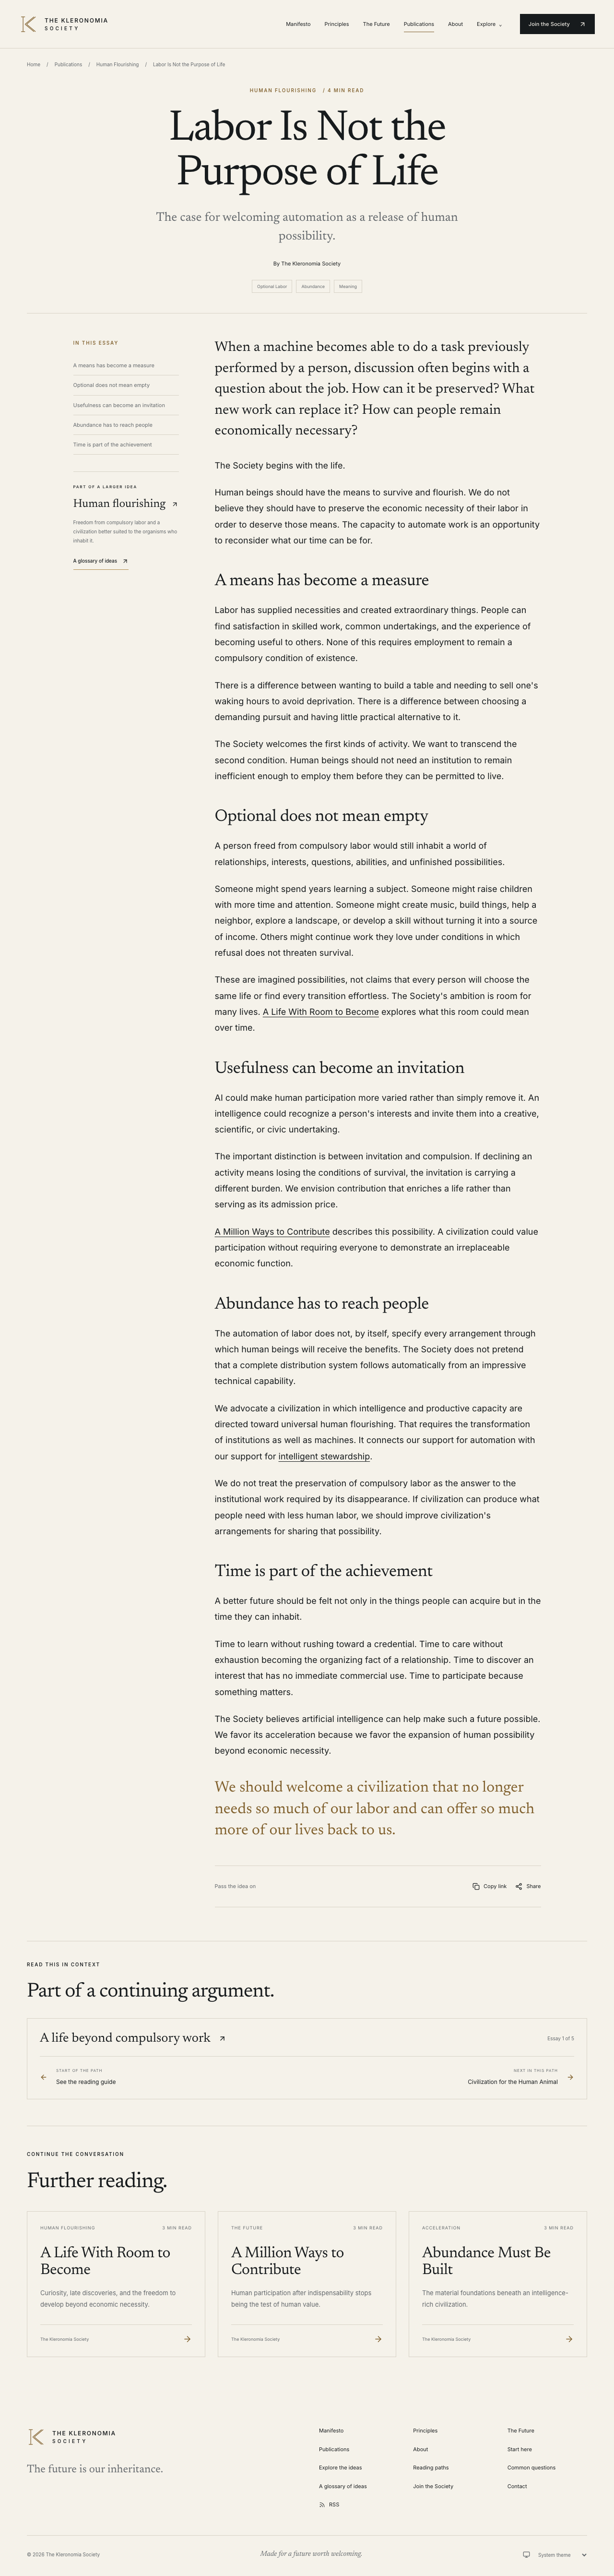 THE KLERONOMIA
SOCIETY
Manifesto
Principles
The Future
Publications
About
Explore
Join the Society
Home / Publications / Human Flourishing / Labor Is Not the Purpose of Life
HUMAN FLOURISHING / 4 MIN READ
Labor Is Not the
Purpose of Life
The case for welcoming automation as a release of human
possibility.
By The Kleronomia Society
Optional Labor
Abundance
Meaning
IN THIS ESSAY
A means has become a measure
Optional does not mean empty
Usefulness can become an invitation
Abundance has to reach people
Time is part of the achievement
PART OF A LARGER IDEA
Human flourishing
Freedom from compulsory labor and a
civilization better suited to the organisms who
inhabit it.
A glossary of ideas
When a machine becomes able to do a task previously
performed by a person, discussion often begins with a
question about the job. How can it be preserved? What
new work can replace it? How can people remain
economically necessary?
The Society begins with the life.
Human beings should have the means to survive and flourish. We do not
believe they should have to preserve the economic necessity of their labor in
order to deserve those means. The capacity to automate work is an opportunity
to reconsider what our time can be for.
A means has become a measure
Labor has supplied necessities and created extraordinary things. People can
find satisfaction in skilled work, common undertakings, and the experience of
becoming useful to others. None of this requires employment to remain a
compulsory condition of existence.
There is a difference between wanting to build a table and needing to sell one's
waking hours to avoid deprivation. There is a difference between choosing a
demanding pursuit and having little practical alternative to it.
The Society welcomes the first kinds of activity. We want to transcend the
second condition. Human beings should not need an institution to remain
inefficient enough to employ them before they can be permitted to live.
Optional does not mean empty
A person freed from compulsory labor would still inhabit a world of
relationships, interests, questions, abilities, and unfinished possibilities.
Someone might spend years learning a subject. Someone might raise children
with more time and attention. Someone might create music, build things, help a
neighbor, explore a landscape, or develop a skill without turning it into a source
of income. Others might continue work they love under conditions in which
refusal does not threaten survival.
These are imagined possibilities, not claims that every person will choose the
same life or find every transition effortless. The Society's ambition is room for
many lives. A Life With Room to Become explores what this room could mean
over time.
Usefulness can become an invitation
AI could make human participation more varied rather than simply remove it. An
intelligence could recognize a person's interests and invite them into a creative,
scientific, or civic undertaking.
The important distinction is between invitation and compulsion. If declining an
activity means losing the conditions of survival, the invitation is carrying a
different burden. We envision contribution that enriches a life rather than
serving as its admission price.
A Million Ways to Contribute describes this possibility. A civilization could value
participation without requiring everyone to demonstrate an irreplaceable
economic function.
Abundance has to reach people
The automation of labor does not, by itself, specify every arrangement through
which human beings will receive the benefits. The Society does not pretend
that a complete distribution system follows automatically from an impressive
technical capability.
We advocate a civilization in which intelligence and productive capacity are
directed toward universal human flourishing. That requires the transformation
of institutions as well as machines. It connects our support for automation with
our support for intelligent stewardship.
We do not treat the preservation of compulsory labor as the answer to the
institutional work required by its disappearance. If civilization can produce what
people need with less human labor, we should improve civilization's
arrangements for sharing that possibility.
Time is part of the achievement
A better future should be felt not only in the things people can acquire but in the
time they can inhabit.
Time to learn without rushing toward a credential. Time to care without
exhaustion becoming the organizing fact of a relationship. Time to discover an
interest that has no immediate commercial use. Time to participate because
something matters.
The Society believes artificial intelligence can help make such a future possible.
We favor its acceleration because we favor the expansion of human possibility
beyond economic necessity.
We should welcome a civilization that no longer
needs so much of our labor and can offer so much
more of our lives back to us.
Pass the idea on
Copy link
Share
READ THIS IN CONTEXT
Part of a continuing argument.
A life beyond compulsory work
Essay 1 of 5
START OF THE PATH
See the reading guide
NEXT IN THIS PATH
Civilization for the Human Animal
CONTINUE THE CONVERSATION
Further reading.
HUMAN FLOURISHING
3 MIN READ
A Life With Room to
Become
Curiosity, late discoveries, and the freedom to
develop beyond economic necessity.
The Kleronomia Society
THE FUTURE
3 MIN READ
A Million Ways to
Contribute
Human participation after indispensability stops
being the test of human value.
The Kleronomia Society
ACCELERATION
3 MIN READ
Abundance Must Be
Built
The material foundations beneath an intelligence-
rich civilization.
The Kleronomia Society
THE KLERONOMIA
SOCIETY
The future is our inheritance.
Manifesto
Principles
The Future
Publications
About
Start here
Explore the ideas
Reading paths
Common questions
A glossary of ideas
Join the Society
Contact
RSS
© 2026 The Kleronomia Society
Made for a future worth welcoming.
System theme